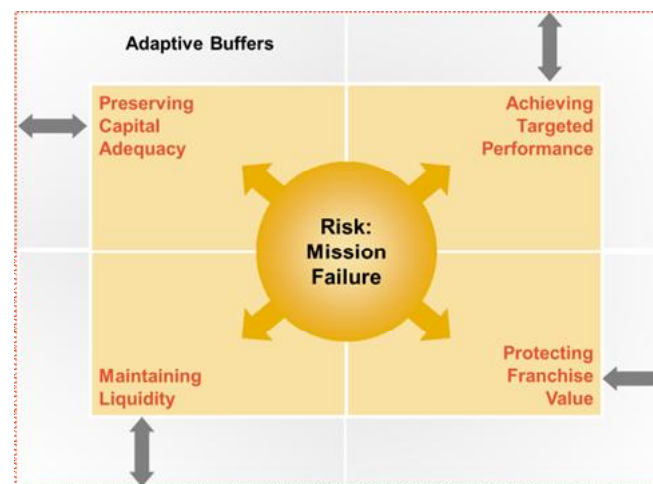 Adaptive Buffers
Preserving
Capital
Adequacy
Achieving
Targeted
Performance
Risk:
Mission
Failure
Maintaining
Liquidity
Protecting
Franchise
Value